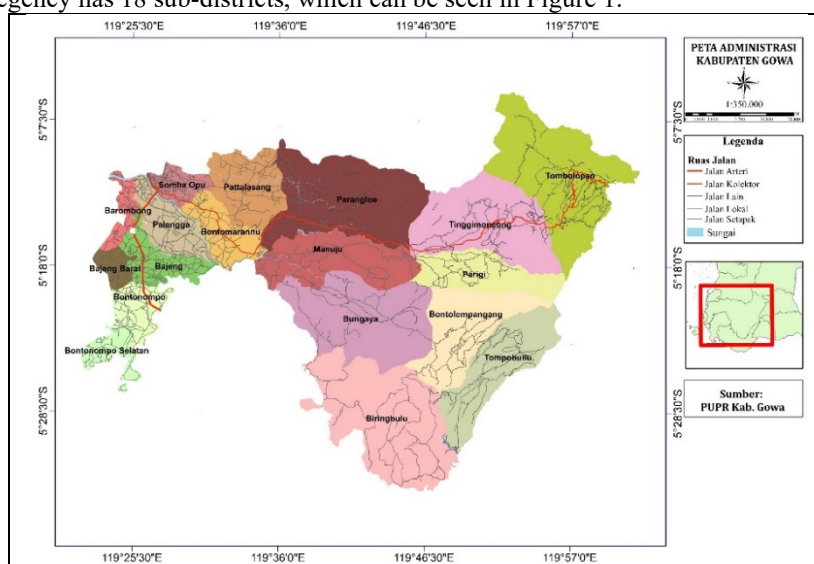 egency has 18 sub-districts, which can be seen in Figure 1.
119°25'30"E 119°36'0"E 119°46'30"E 119°57'0"E
PETA ADMINISTRASI
KABUPATEN GOWA
1:350.000
5°7'30"S 5°7'30"S
Legenda
Ruas Jalan
Jalan Arteri
Jalan Kolektor
Jalan Lain
Jalan Lokal
Jalan Setapak
Sungai
Tombolopao
Somba Opu
Pattalasang
Parangloe
Barombong
Tinggimoncong
Palangga
Bontomarannu
Manuju
5°18'0"S 5°18'0"S
Bajeng Barat
Bajeng
Parigi
Bontonompo
Bungaya
Bontolempangang
Bontonompo Selatan
Tompobullu
Sumber:
PUPR Kab. Gowa
5°28'30"S 5°28'30"S
Biringbulu
119°25'30"E 119°36'0"E 119°46'30"E 119°57'0"E